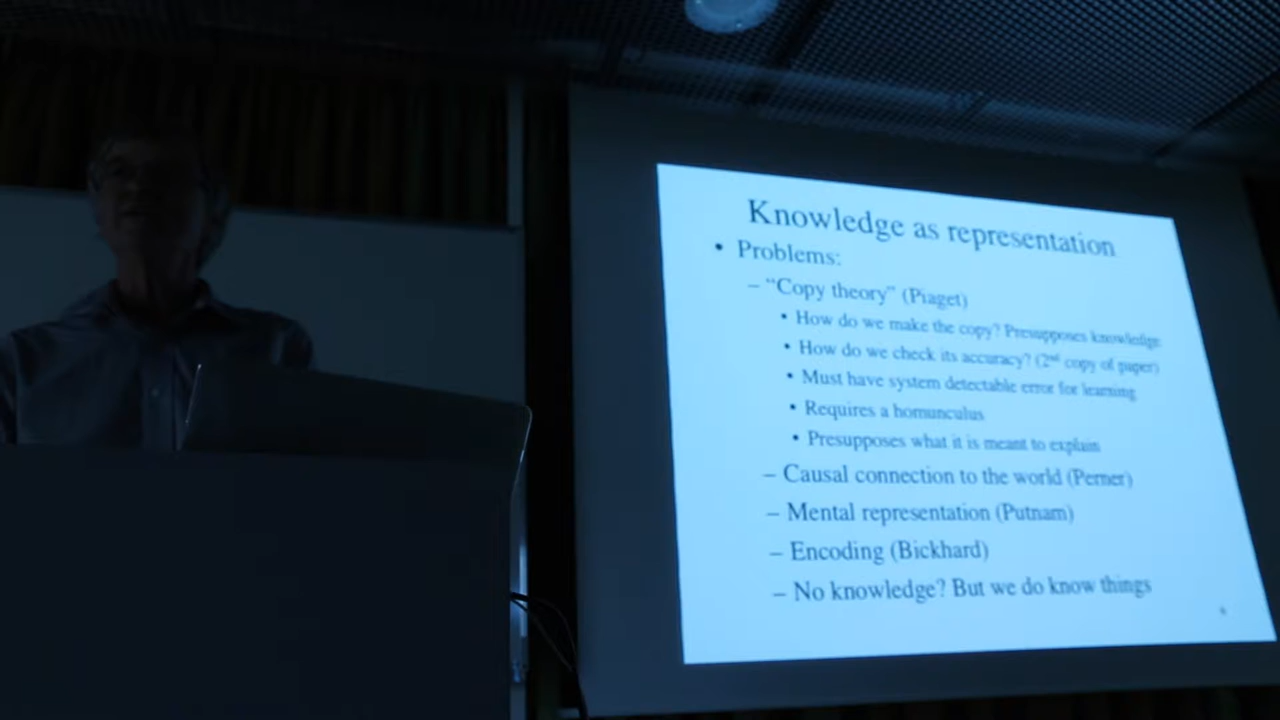 Knowledge as representation
• Problems:
– “Copy theory” (Piaget)
• How do we make the copy? Presupposes knowledge
• How do we check its accuracy? (2nd copy of paper)
• Must have system detectable error for learning
• Requires a homunculus
• Presupposes what it is meant to explain
– Causal connection to the world (Perner)
– Mental representation (Putnam)
– Encoding (Bickhard)
– No knowledge? But we do know things